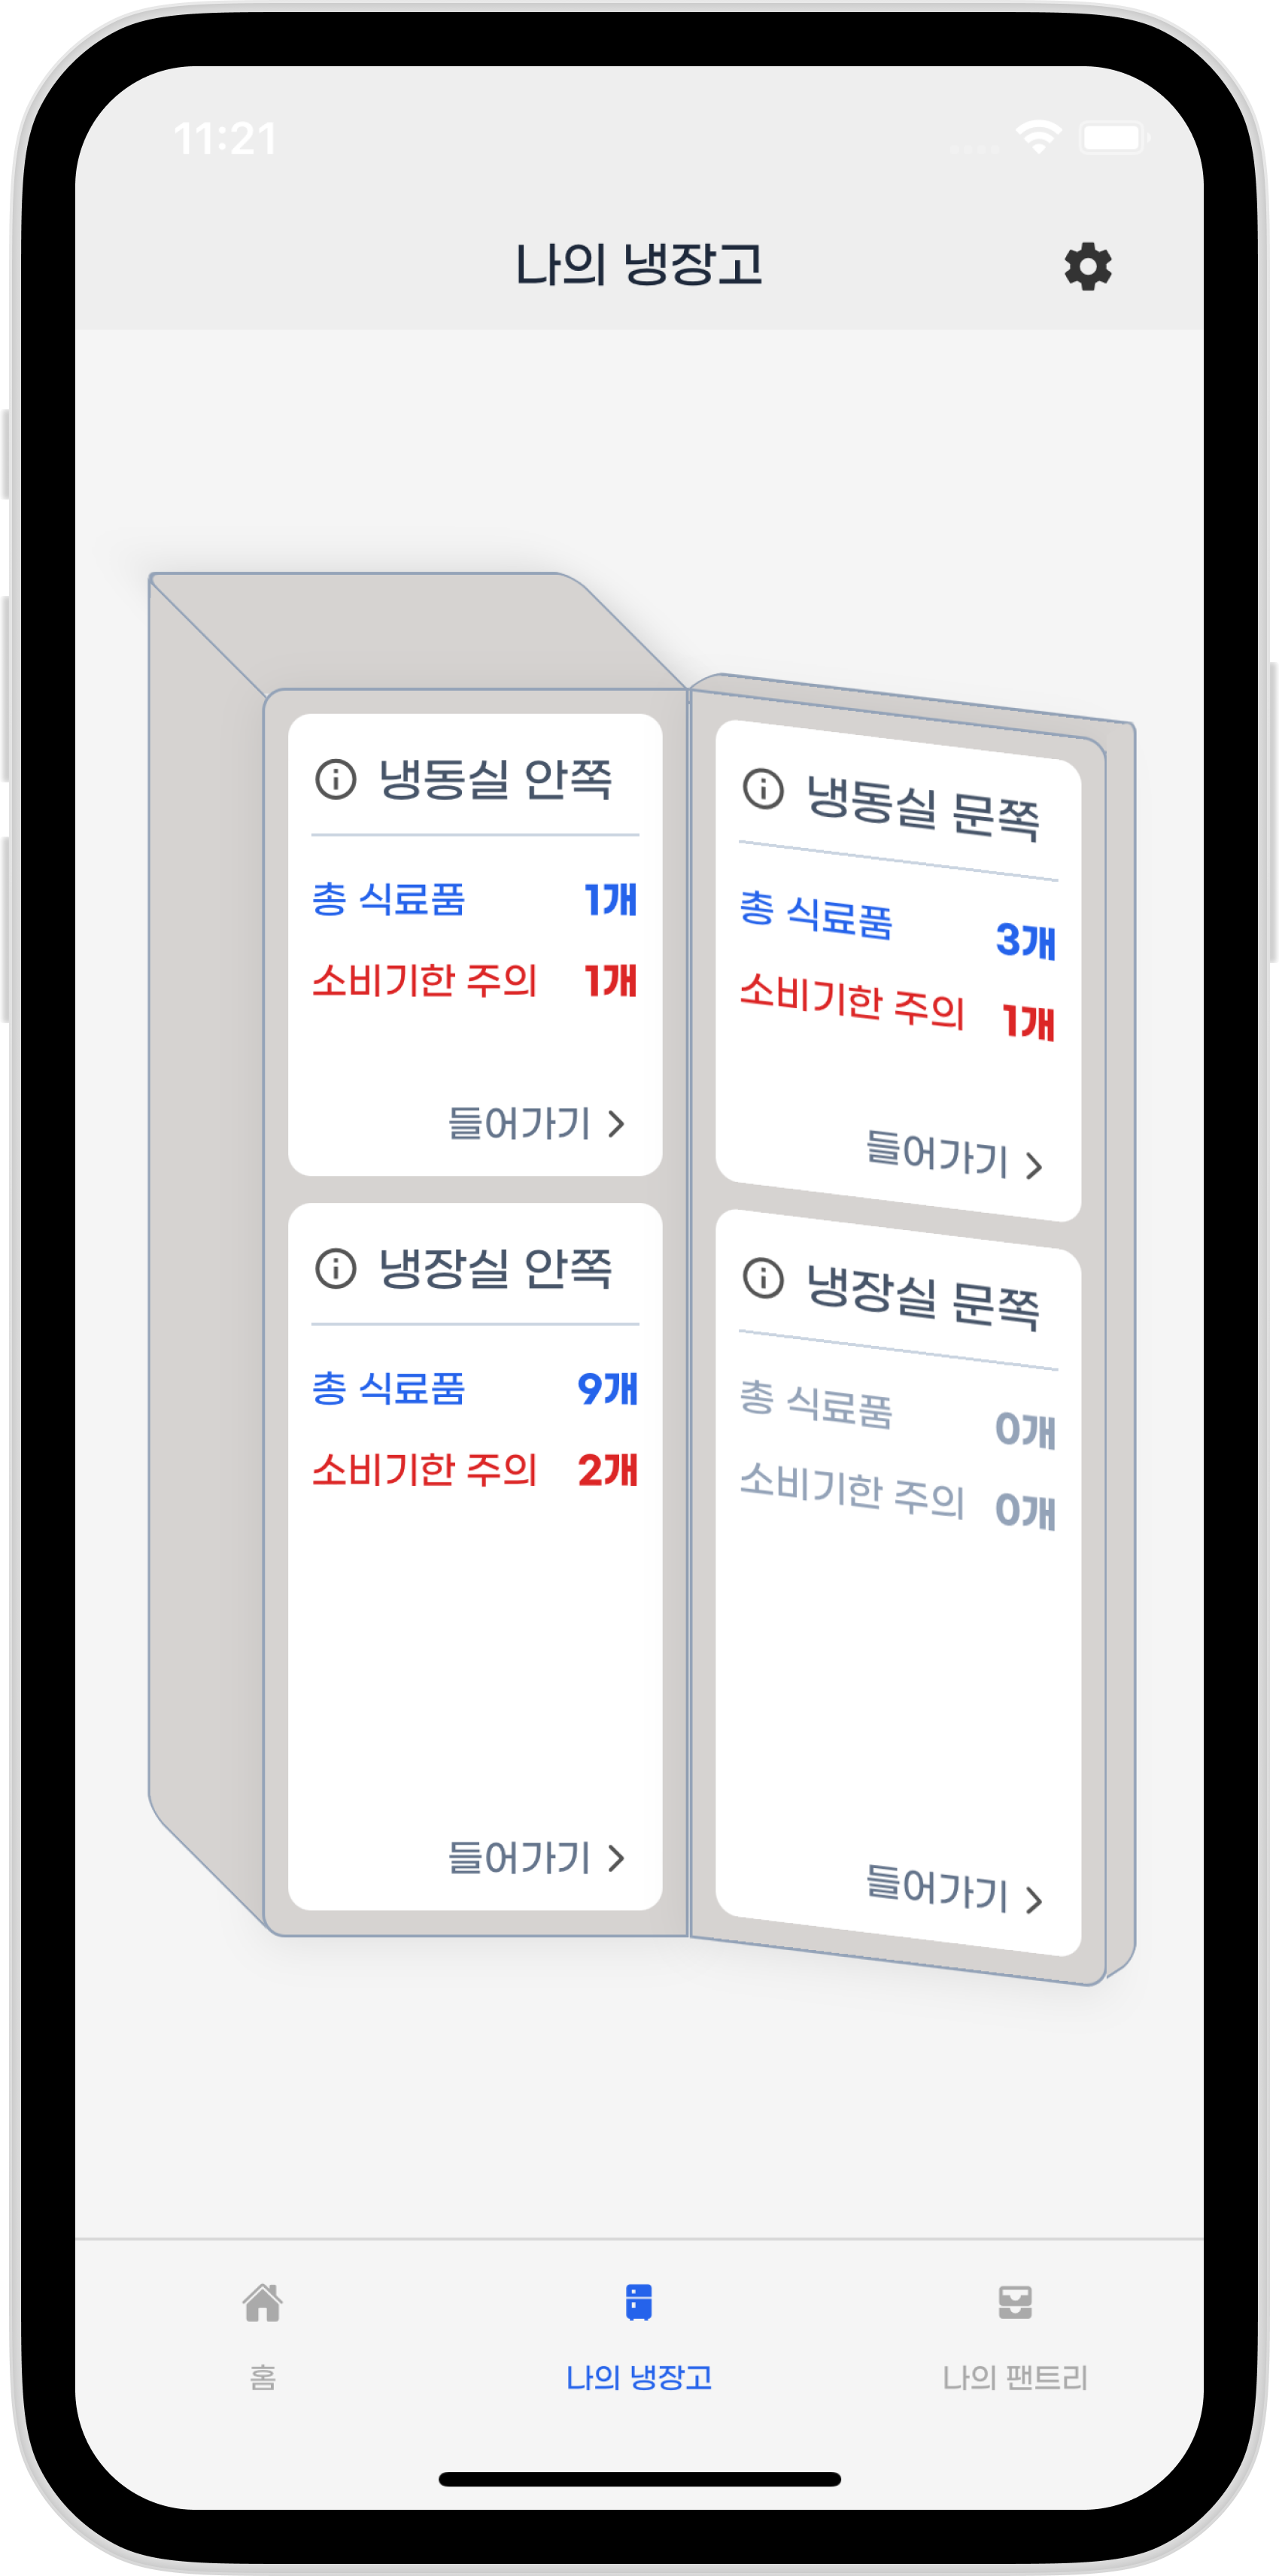 11:21
나의 냉장고
냉동실 안쪽
총 식료품 1개
소비기한 주의 1개
들어가기
냉동실 문쪽
총 식료품 3개
소비기한 주의 1개
들어가기
냉장실 안쪽
총 식료품 9개
소비기한 주의 2개
들어가기
냉장실 문쪽
총 식료품 0개
소비기한 주의 0개
들어가기
홈
나의 냉장고
나의 팬트리